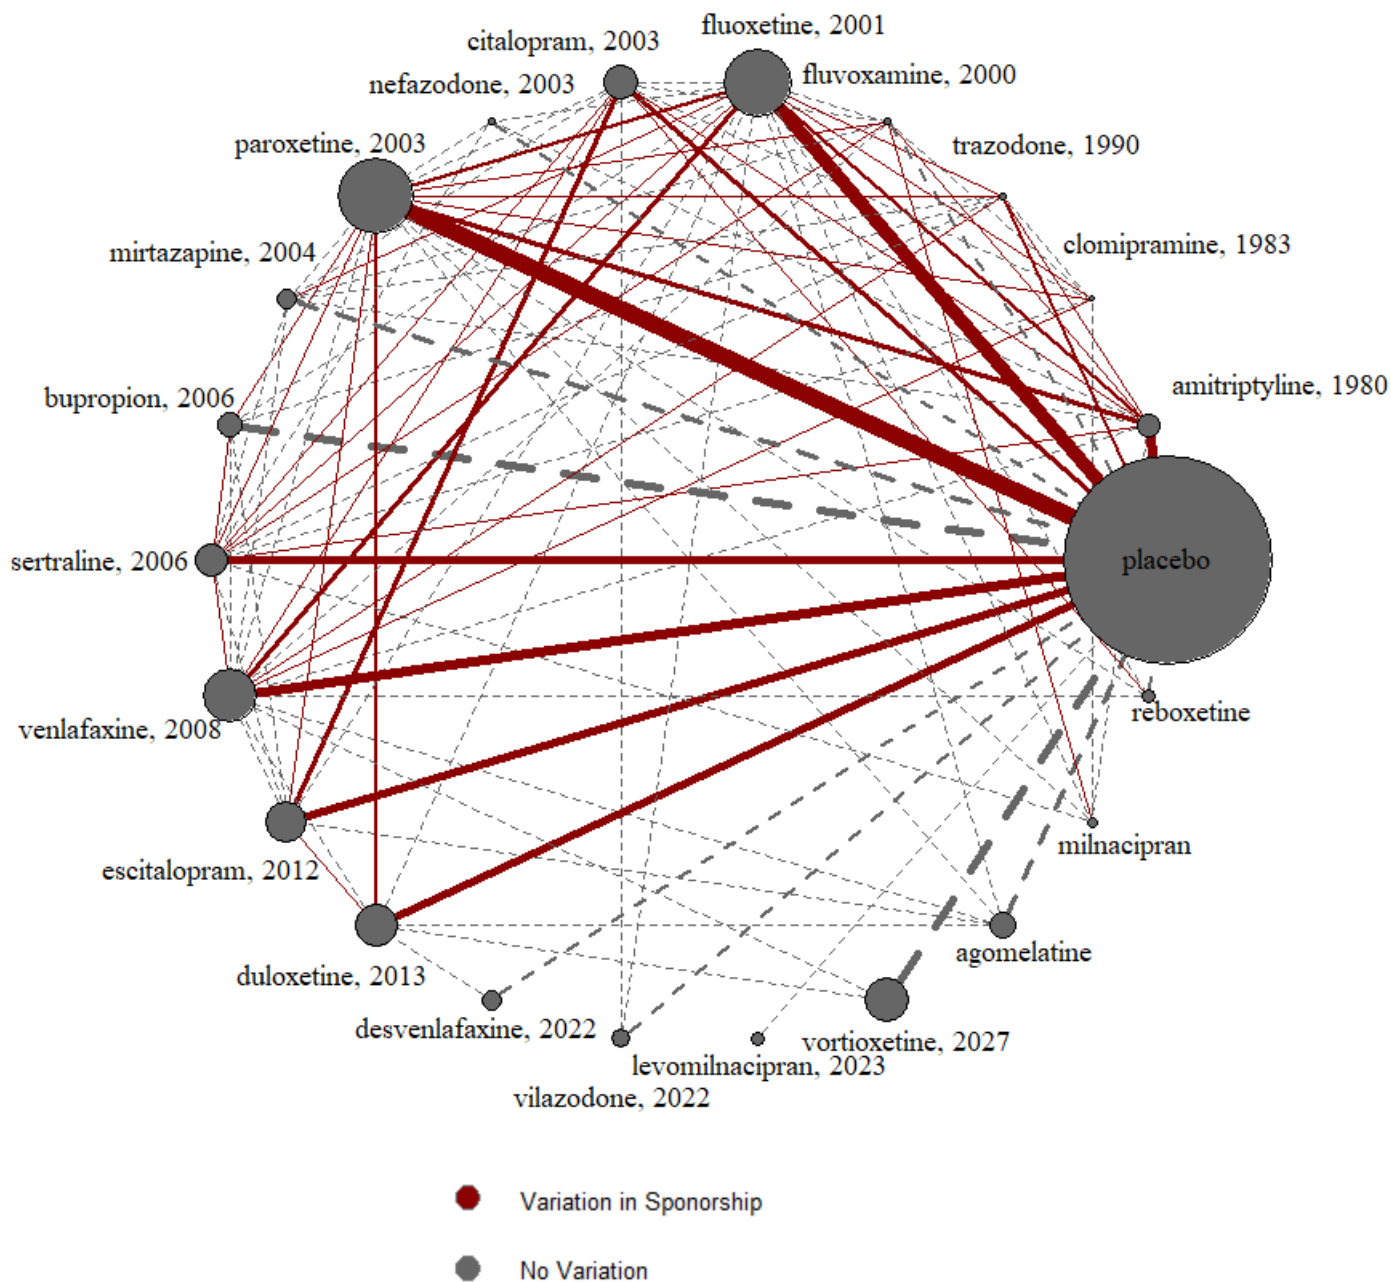 fluoxetine, 2001
citalopram, 2003
fluvoxamine, 2000
nefazodone, 2003
paroxetine, 2003
trazodone, 1990
mirtazapine, 2004
clomipramine, 1983
bupropion, 2006
amitriptyline, 1980
sertraline, 2006
placebo
venlafaxine, 2008
reboxetine
escitalopram, 2012
milnacipran
duloxetine, 2013
agomelatine
desvenlafaxine, 2022
vortioxetine, 2027
levomilnacipran, 2023
vilazodone, 2022
Variation in Sponorship
No Variation